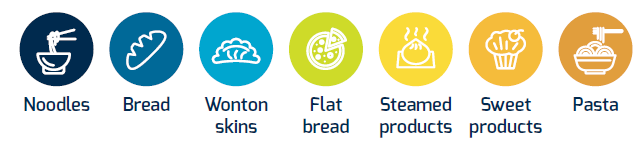 Noodles
Bread
Wonton
skins
Flat
bread
Steamed
products
Sweet
products
Pasta